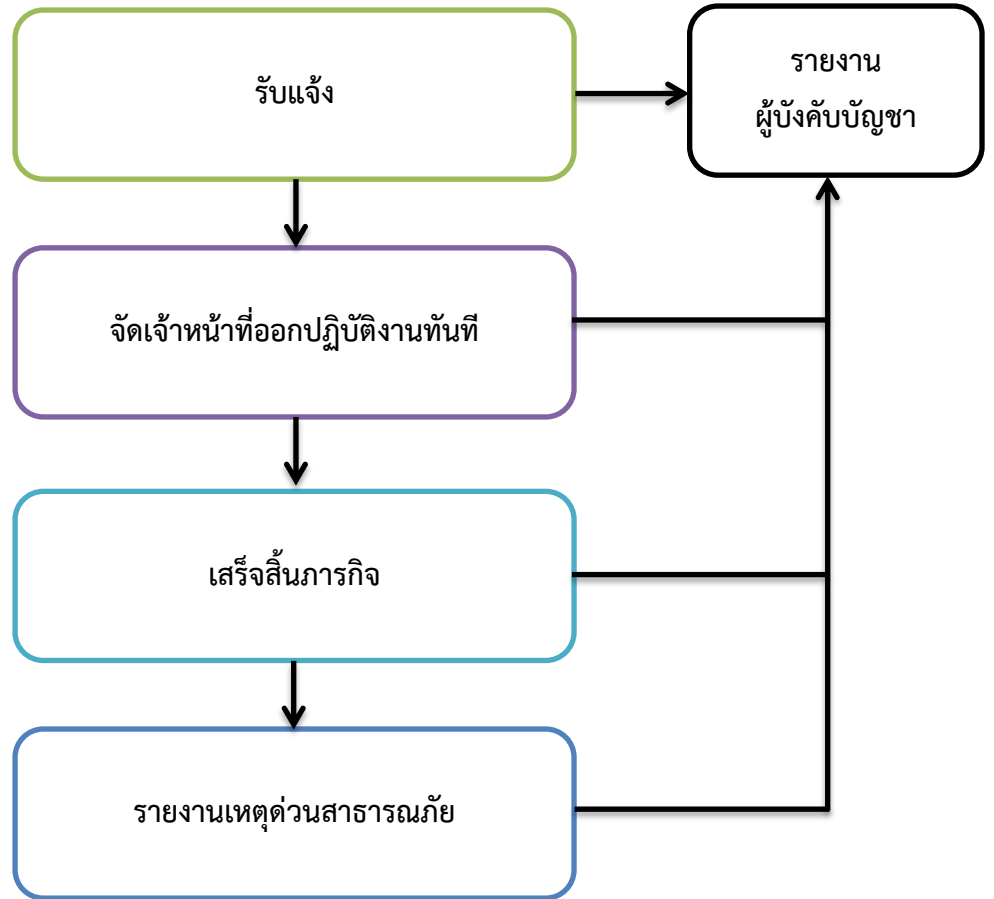 รับแจ้ง
รายงาน
ผู้บังคับบัญชา
จัดเจ้าหน้าที่ออกปฏิบัติงานทันที
เสร็จสิ้นภารกิจ
รายงานเหตุด่วนสาธารณภัย